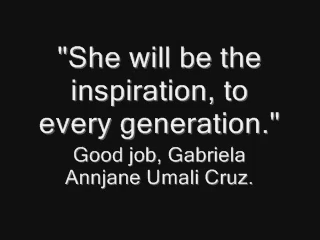 "She will be the
inspiration, to
every generation."
Good job, Gabriela
Annjane Umali Cruz.